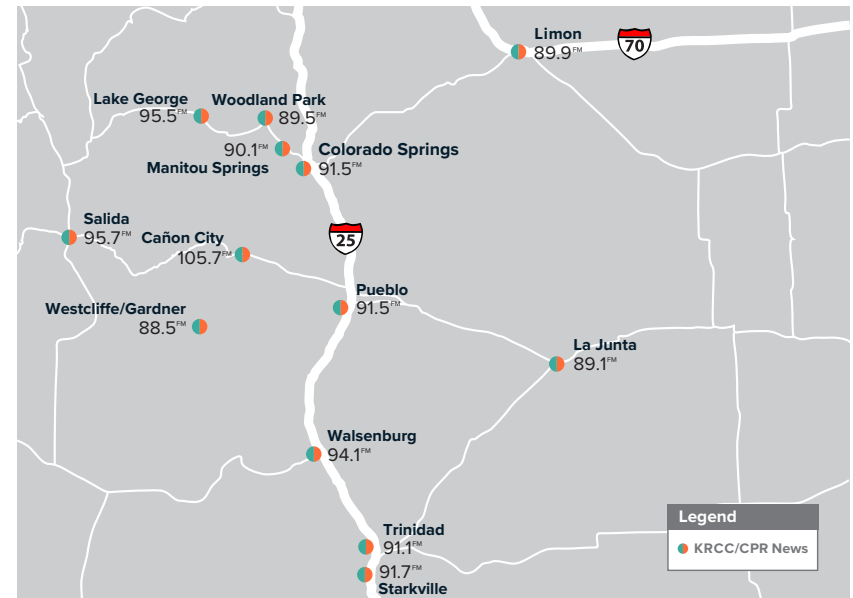 Limon
89.9FM
70
Lake George
95.5FM
Woodland Park
89.5FM
90.1FM
Manitou Springs
Colorado Springs
91.5FM
Salida
95.7FM
Cañon City
105.7FM
25
Pueblo
91.5FM
Westcliffe/Gardner
88.5FM
La Junta
89.1FM
Walsenburg
94.1FM
Trinidad
91.1FM
91.7FM
Starkville
Legend
KRCC/CPR News